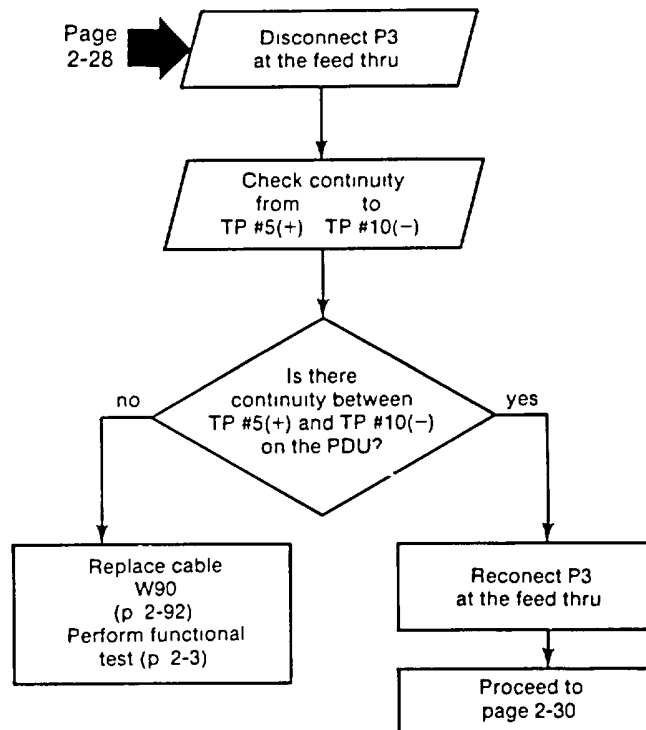 Page
2-28
Disconnect P3
at the feed thru
Check continuity
from to
TP #5(+) TP #10(−)
Is there
continuity between
TP #5(+) and TP #10(−)
on the PDU?
no
yes
Replace cable
W90
(p 2-92)
Perform functional
test (p 2-3)
Reconect P3
at the feed thru
Proceed to
page 2-30